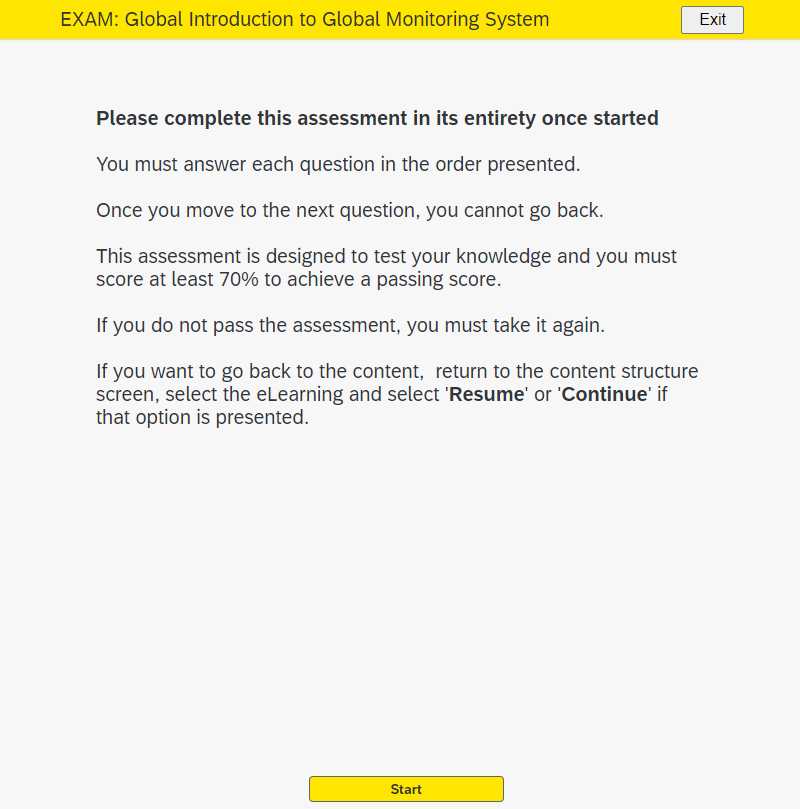 EXAM: Global Introduction to Global Monitoring System
Exit
Please complete this assessment in its entirety once started
You must answer each question in the order presented.
Once you move to the next question, you cannot go back.
This assessment is designed to test your knowledge and you must
score at least 70% to achieve a passing score.
If you do not pass the assessment, you must take it again.
If you want to go back to the content,  return to the content structure
screen, select the eLearning and select 'Resume' or 'Continue' if
that option is presented.
Start